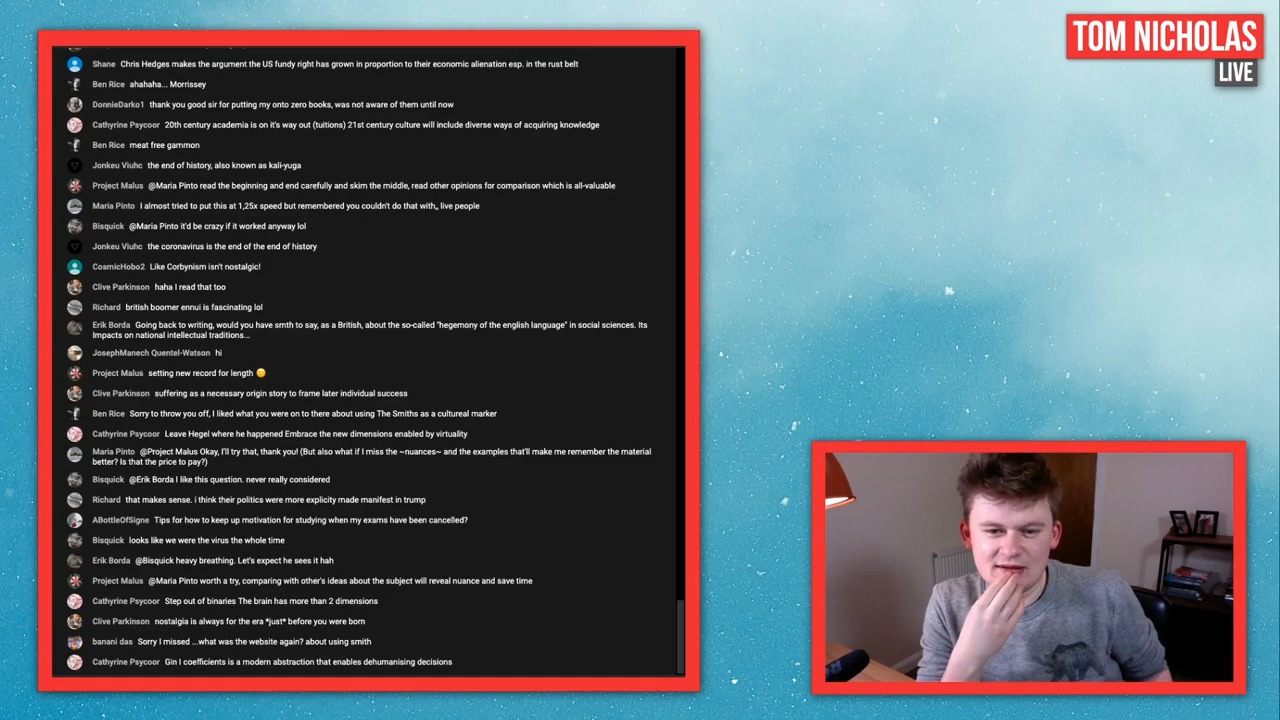 TOM NICHOLAS
LIVE
Shane Chris Hedges makes the argument the US fundy right has grown in proportion to their economic alienation esp. in the rust belt
Ben Rice ahahaha... Morrissey
DonnieDarko1 thank you good sir for putting my onto zero books, was not aware of them until now
Cathyrine Psycoor 20th century academia is on it's way out (tuitions) 21st century culture will include diverse ways of acquiring knowledge
Ben Rice meat free gammon
Jonkeu Viuhc the end of history, also known as kali-yuga
Project Malus @Maria Pinto read the beginning and end carefully and skim the middle, read other opinions for comparison which is all-valuable
Maria Pinto I almost tried to put this at 1,25x speed but remembered you couldn't do that with,, live people
Bisquick @Maria Pinto it'd be crazy if it worked anyway lol
Jonkeu Viuhc the coronavirus is the end of the end of history
CosmicHobo2 Like Corbynism isn't nostalgic!
Clive Parkinson haha I read that too
Richard british boomer ennui is fascinating lol
Erik Borda Going back to writing, would you have smth to say, as a British, about the so-called "hegemony of the english language" in social sciences. Its
Impacts on national intellectual traditions...
JosephManech Quentel-Watson hi
Project Malus setting new record for length 😊
Clive Parkinson suffering as a necessary origin story to frame later individual success
Ben Rice Sorry to throw you off, I liked what you were on to there about using The Smiths as a cultureal marker
Cathyrine Psycoor Leave Hegel where he happened Embrace the new dimensions enabled by virtuality
Maria Pinto @Project Malus Okay, I'll try that, thank you! (But also what if I miss the ~nuances~ and the examples that'll make me remember the material
better? Is that the price to pay?)
Bisquick @Erik Borda I like this question. never really considered
Richard that makes sense. i think their politics were more explicity made manifest in trump
ABottleOfSigne Tips for how to keep up motivation for studying when my exams have been cancelled?
Bisquick looks like we were the virus the whole time
Erik Borda @Bisquick heavy breathing. Let's expect he sees it hah
Project Malus @Maria Pinto worth a try, comparing with other's ideas about the subject will reveal nuance and save time
Cathyrine Psycoor Step out of binaries The brain has more than 2 dimensions
Clive Parkinson nostalgia is always for the era *just* before you were born
banani das Sorry I missed ...what was the website again? about using smith
Cathyrine Psycoor Gin I coefficients is a modern abstraction that enables dehumanising decisions